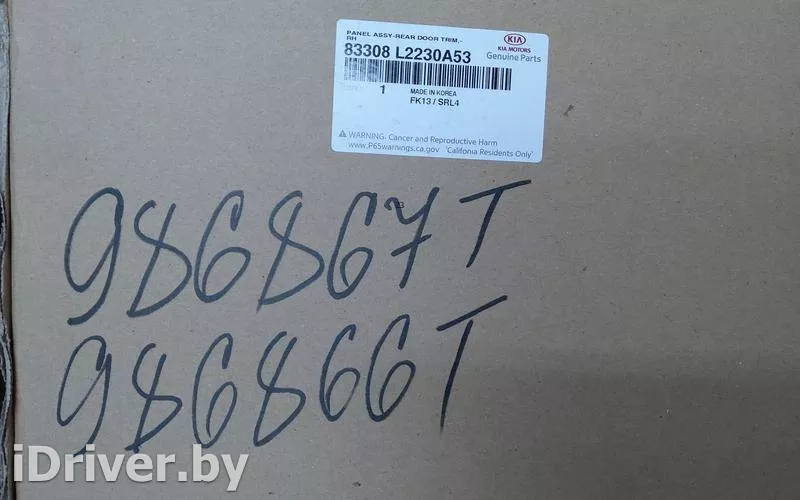 PANEL ASSY-REAR DOOR TRIM,-
RH
83308 L2230A53
KIA
KIA MOTORS
Genuine Parts
1
MADE IN KOREA
FK13 / SRL4
WARNING: Cancer and Reproductive Harm
www.P65warnings.ca.gov 'Califonia Residents Only'
986867T
986866T
iDriver.by